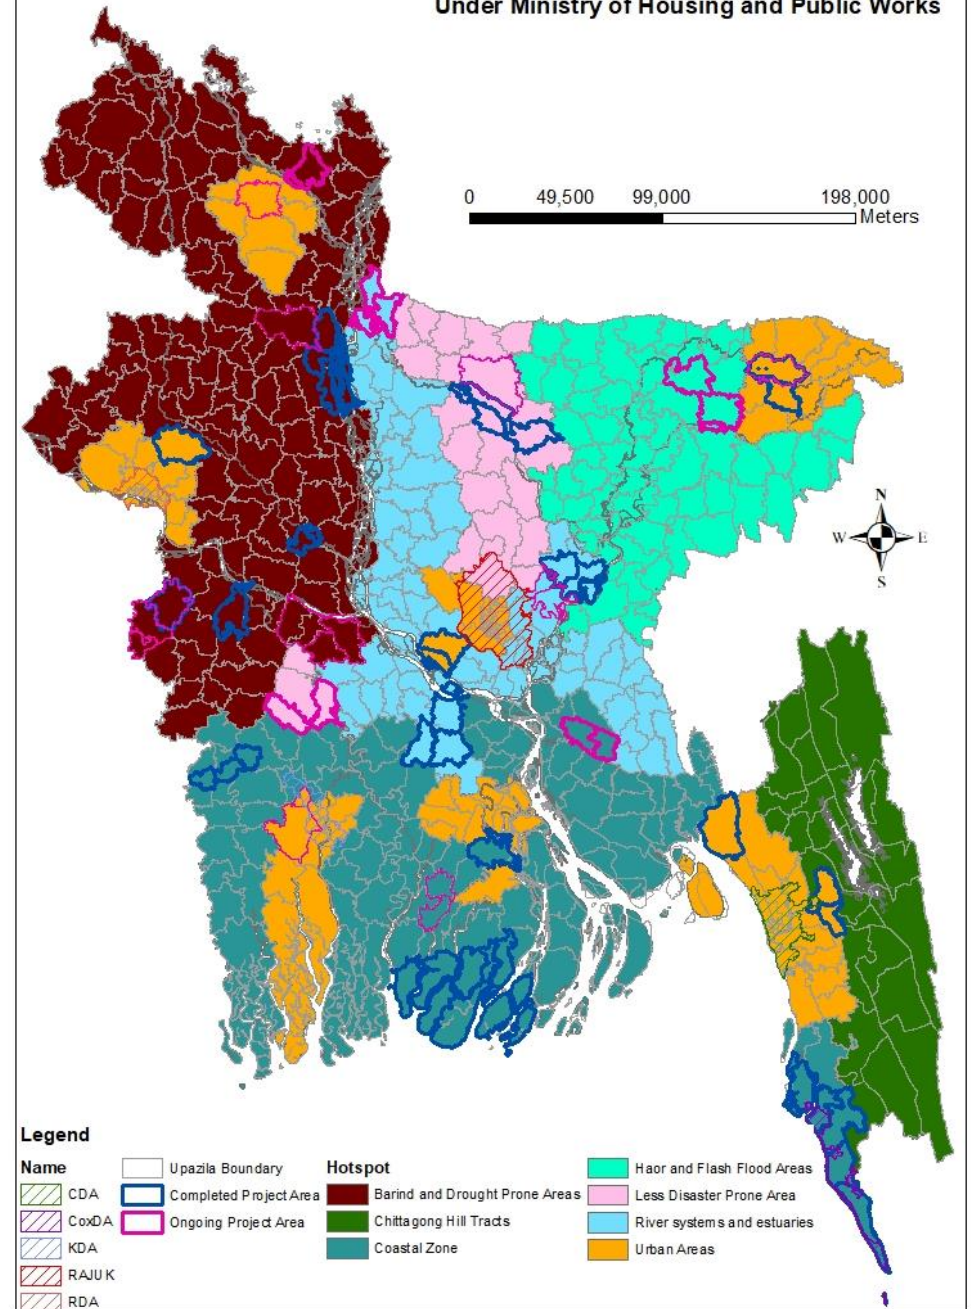 Under Ministry of Housing and Public Works
0 49,500 99,000 198,000
Meters
N
W E
S
Legend
Name
CDA
CoxDA
KDA
RAJUK
RDA
Upazila Boundary
Completed Project Area
Ongoing Project Area
Hotspot
Barind and Drought Prone Areas
Chittagong Hill Tracts
Coastal Zone
Haor and Flash Flood Areas
Less Disaster Prone Area
River systems and estuaries
Urban Areas